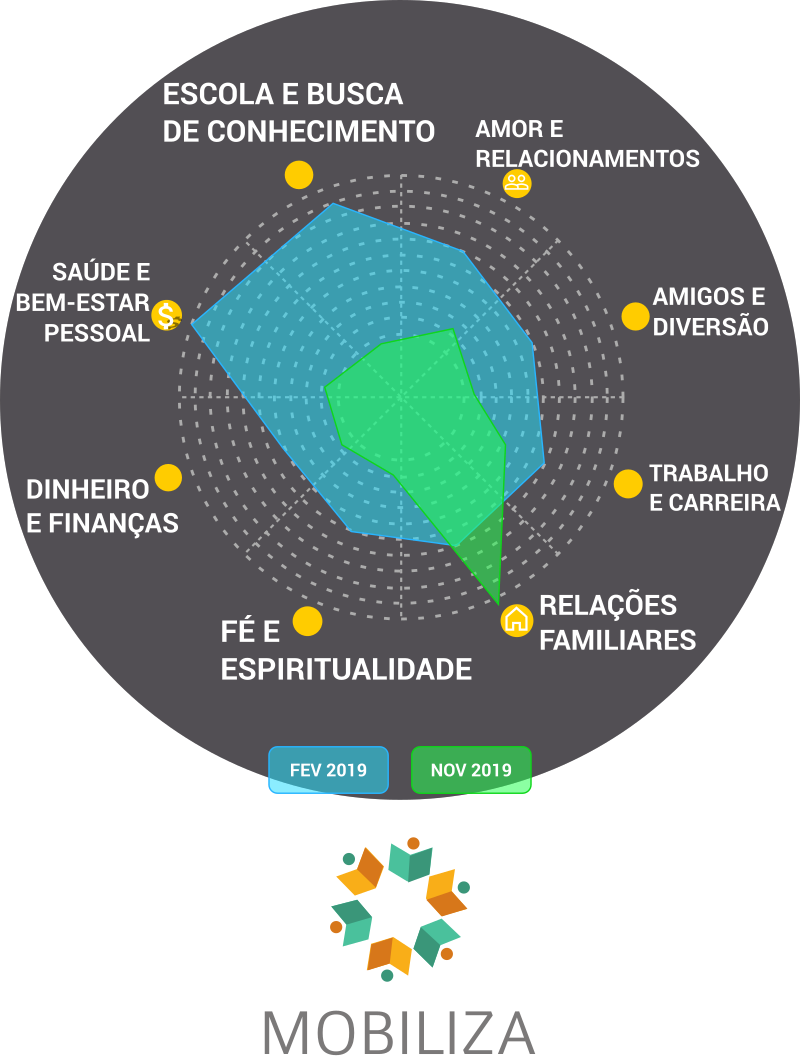 ESCOLA E BUSCA
DE CONHECIMENTO
AMOR E
RELACIONAMENTOS
SAÚDE E
BEM-ESTAR
PESSOAL
$
AMIGOS E
DIVERSÃO
DINHEIRO
E FINANÇAS
TRABALHO
E CARREIRA
FÉ E
ESPIRITUALIDADE
RELAÇÕES
FAMILIARES
FEV 2019
NOV 2019
MOBILIZA